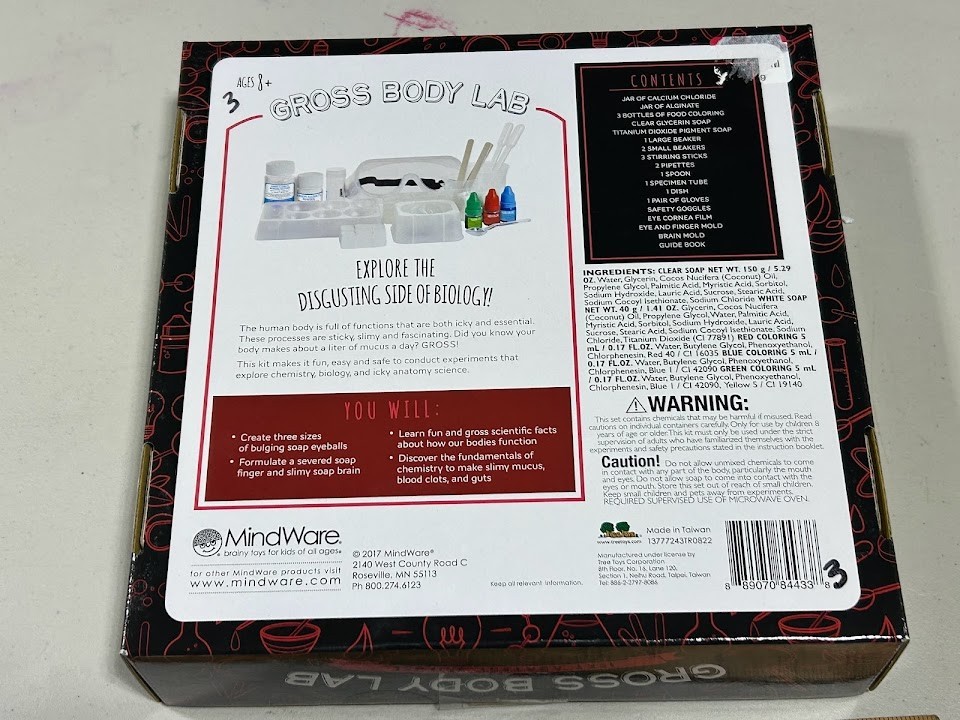 AGES 8+
3
GROSS BODY LAB
EXPLORE THE
DISGUSTING SIDE OF BIOLOGY!
The human body is full of functions that are both icky and essential.
These processes are sticky, slimy and fascinating. Did you know your
body makes about a liter of mucus a day? GROSS!
This kit makes it fun, easy and safe to conduct experiments that
explore chemistry, biology, and icky anatomy science.
YOU WILL:
• Create three sizes
of bulging soap eyeballs
• Formulate a severed soap
finger and slimy soap brain
• Learn fun and gross scientific facts
about how our bodies function
• Discover the fundamentals of
chemistry to make slimy mucus,
blood clots, and guts
CONTENTS
JAR OF CALCIUM CHLORIDE
JAR OF ALGINATE
3 BOTTLES OF FOOD COLORING
CLEAR GLYCERIN SOAP
TITANIUM DIOXIDE PIGMENT SOAP
1 LARGE BEAKER
2 SMALL BEAKERS
3 STIRRING STICKS
2 PIPETTES
1 SPOON
1 SPECIMEN TUBE
1 DISH
1 PAIR OF GLOVES
SAFETY GOGGLES
EYE CORNEA FILM
EYE AND FINGER MOLD
BRAIN MOLD
GUIDE BOOK
INGREDIENTS: CLEAR SOAP NET WT. 150 g / 5.29
OZ. Water, Glycerin, Cocos Nucifera (Coconut) Oil,
Propylene Glycol, Palmitic Acid, Myristic Acid, Sorbitol,
Sodium Hydroxide, Lauric Acid, Sucrose, Stearic Acid,
Sodium Cocoyl Isethionate, Sodium Chloride WHITE SOAP
NET WT. 40 g / 1.41 OZ. Glycerin, Cocos Nucifera
(Coconut) Oil, Propylene Glycol, Water, Palmitic Acid,
Myristic Acid, Sorbitol, Sodium Hydroxide, Lauric Acid,
Sucrose, Stearic Acid, Sodium Cocoyl Isethionate, Sodium
Chloride, Titanium Dioxide (CI 77891) RED COLORING 5
mL / 0.17 FL.OZ. Water, Butylene Glycol, Phenoxyethanol,
Chlorphenesin, Red 40 / CI 16035 BLUE COLORING 5 mL
/ 0.17 FL.OZ. Water, Butylene Glycol, Phenoxyethanol,
Chlorphenesin, Blue 1 / CI 42090 GREEN COLORING 5 mL
/ 0.17 FL.OZ. Water, Butylene Glycol, Phenoxyethanol,
Chlorphenesin, Blue 1 / CI 42090, Yellow 5 / CI 19140
WARNING:
This set contains chemicals that may be harmful if misused. Read
cautions on individual containers carefully. Only for use by children 8
years of age or older. This kit must only be used under the strict
supervision of adults who have familiarized themselves with the
experiments and safety precautions stated in the instruction booklet.
Caution! Do not allow unmixed chemicals to come
in contact with any part of the body, particularly the mouth
and eyes. Do not allow soap to come into contact with the
eyes or mouth. Store this set out of reach of small children.
Keep small children and pets away from experiments.
REQUIRED SUPERVISED USE OF MICROWAVE OVEN.
MindWare®
brainy toys for kids of all ages®
for other MindWare products visit
www.mindware.com
© 2017 MindWare®
2140 West County Road C
Roseville, MN 55113
Ph 800.274.6123
Keep all relevant information.
www.treetoys.com
Made in Taiwan
13777243TR0822
Manufactured under license by
Tree Toys Corporation
8th Floor, No. 16, Lane 120,
Section 1, Neihu Road, Taipei, Taiwan
Tel: 886-2-2797-8086
8 89070 84433 8
3
GROSS BODY LAB